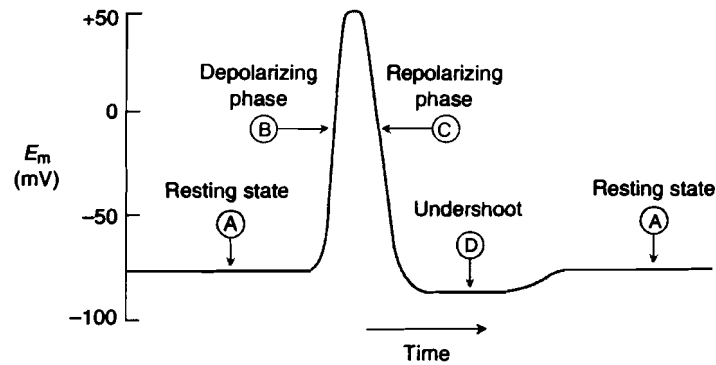 +50
Depolarizing
phase
B
Repolarizing
phase
C
0
Em
(mV)
Resting state
A
−50
Undershoot
D
Resting state
A
−100
Time